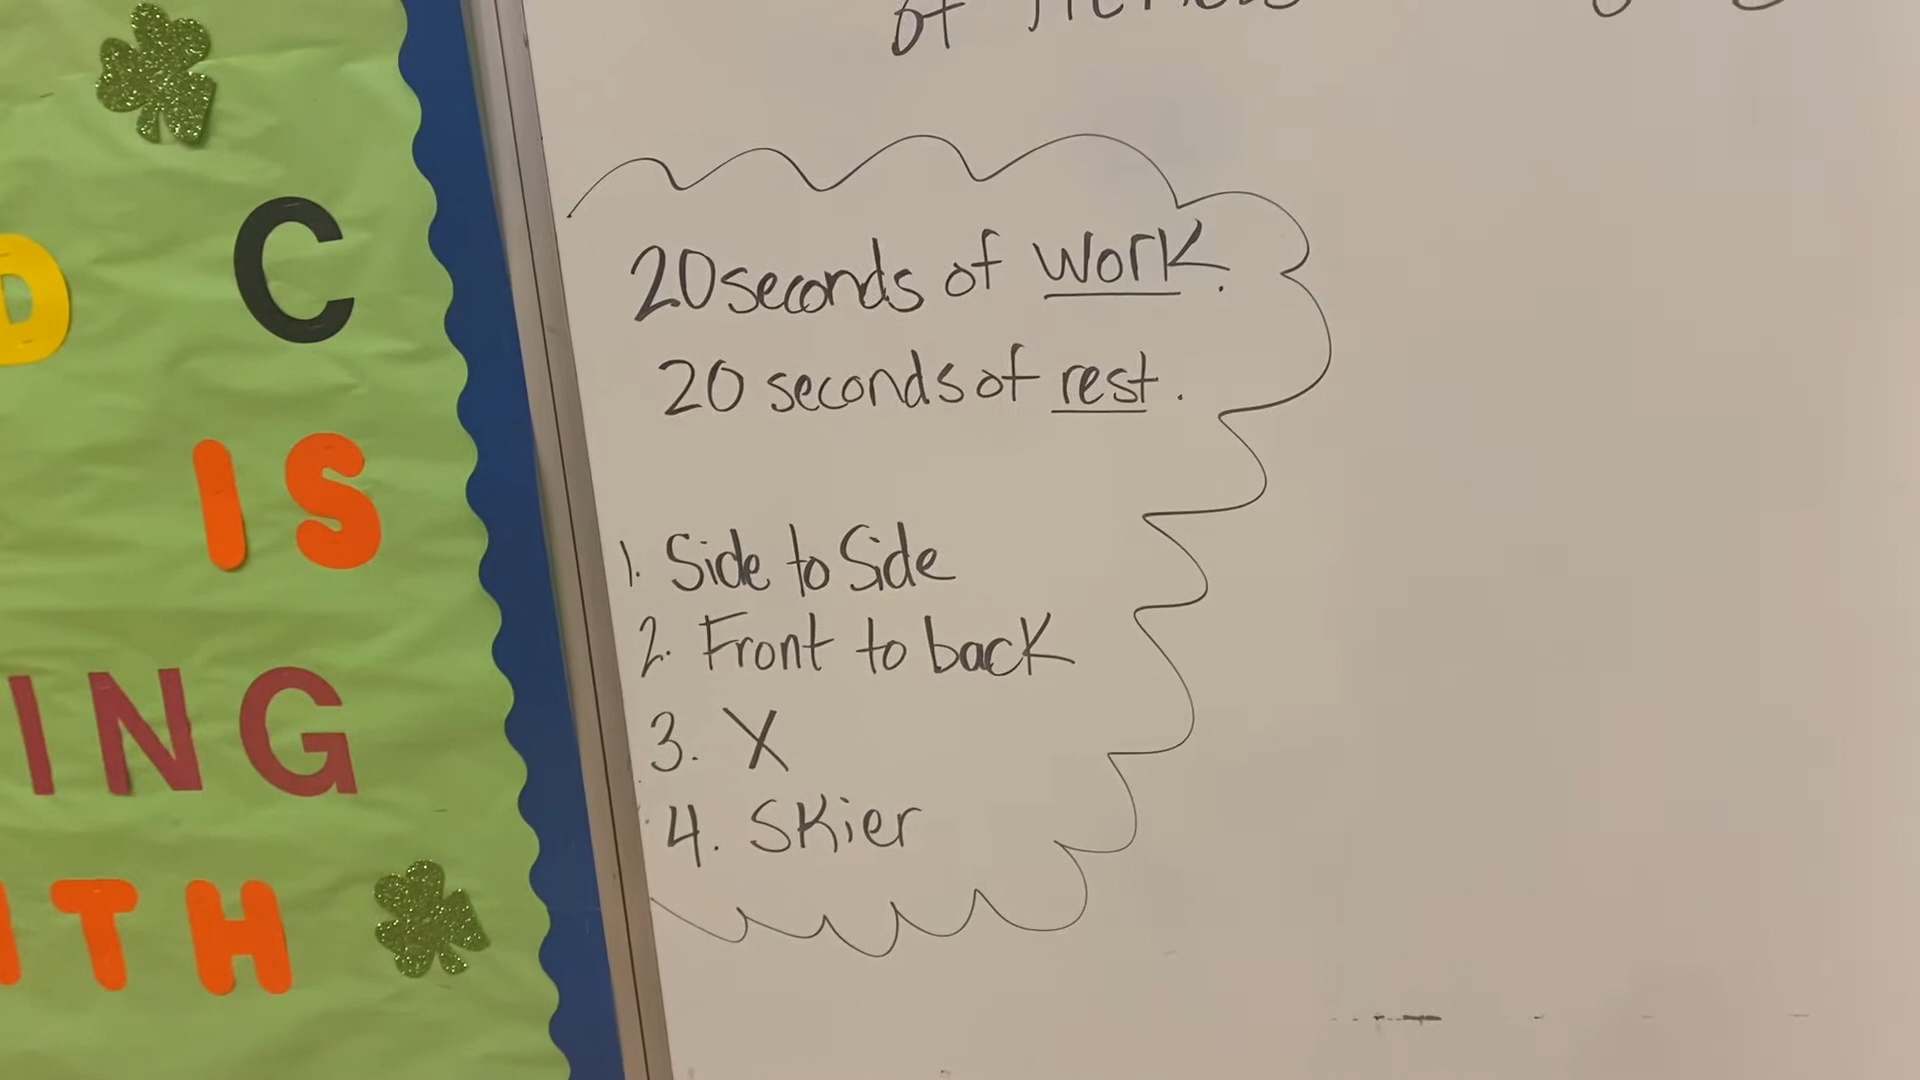 D C
IS
ING
ITH
of
20 seconds of work.
20 seconds of rest.
1. Side to Side
2. Front to back
3. X
4. Skier